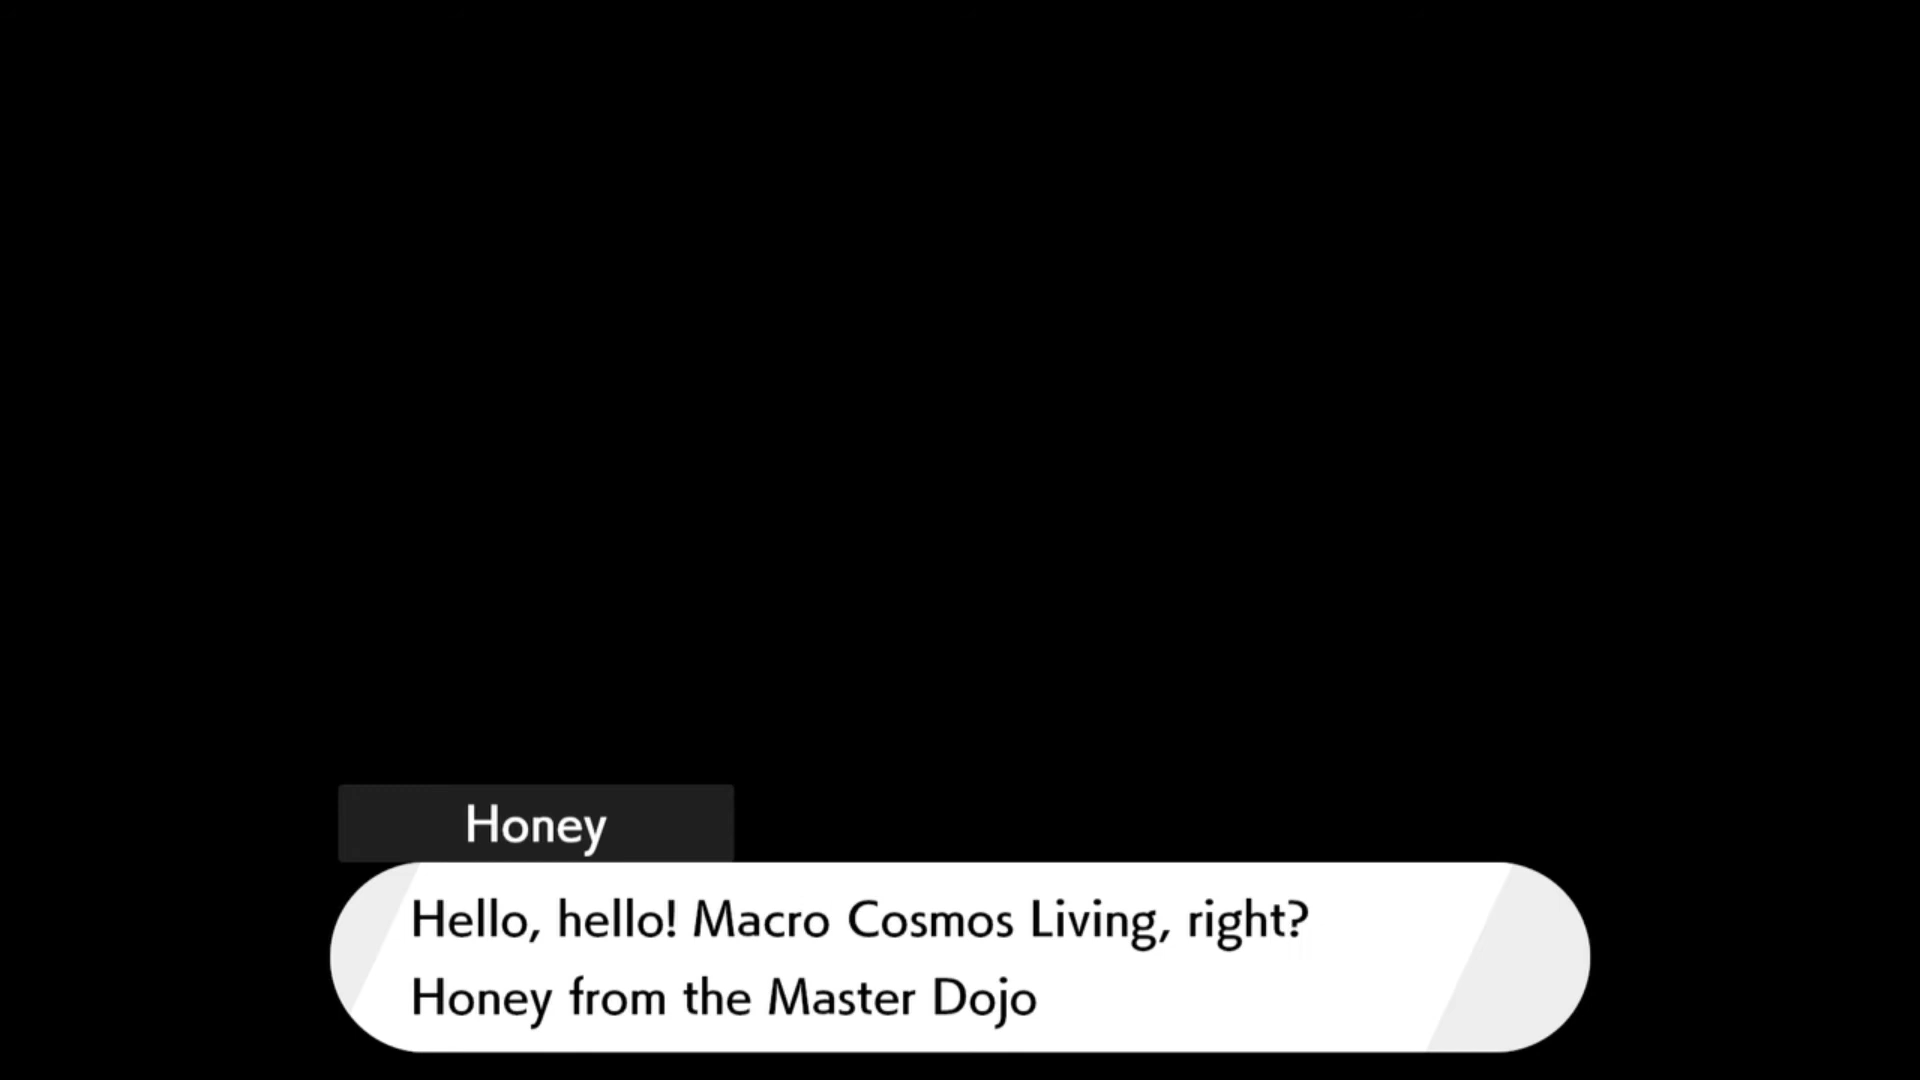 Honey
Hello, hello! Macro Cosmos Living, right?
Honey from the Master Dojo